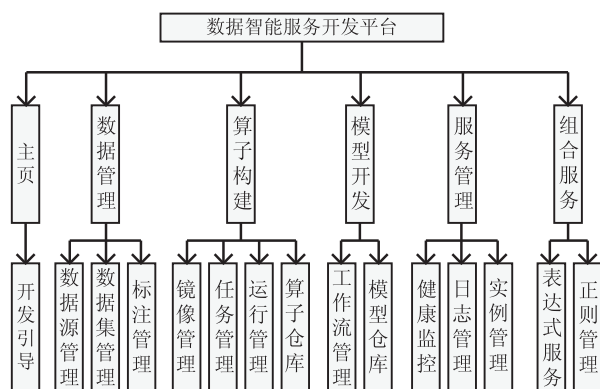 数据智能服务开发平台
主页
数据管理
算子构建
模型开发
服务管理
组合服务
开发引导
数据源管理
数据集管理
标注管理
镜像管理
任务管理
运行管理
算子仓库
工作流管理
模型仓库
健康监控
日志管理
实例管理
表达式服务
正则管理